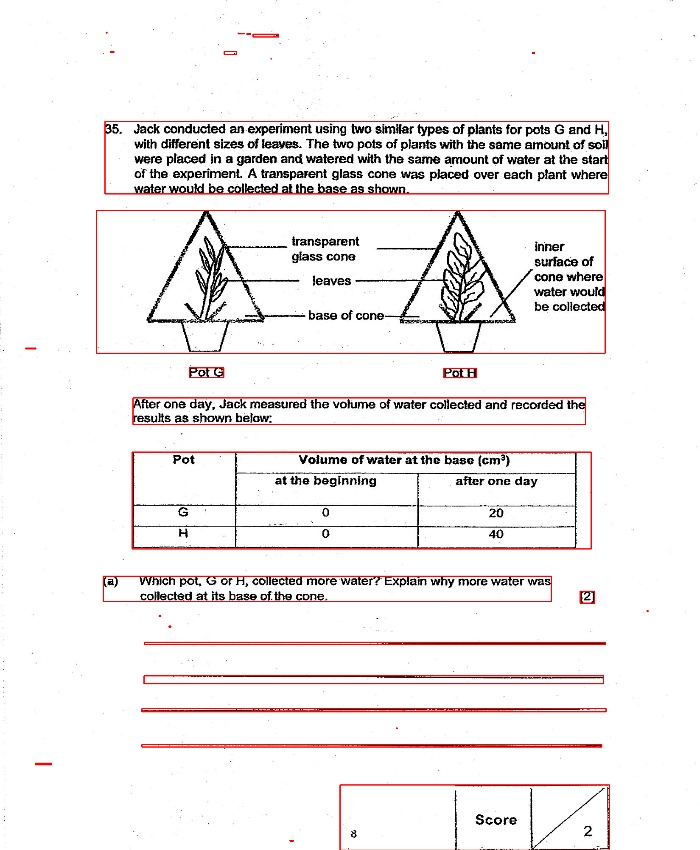 35. Jack conducted an experiment using two similar types of plants for pots G and H,
with different sizes of leaves. The two pots of plants with the same amount of soil
were placed in a garden and watered with the same amount of water at the start
of the experiment. A transparent glass cone was placed over each plant where
water would be collected at the base as shown.
transparent
glass cone
leaves
base of cone
inner
surface of
cone where
water would
be collected
Pot G
Pot H
After one day, Jack measured the volume of water collected and recorded the
results as shown below:
Pot
Volume of water at the base (cm³)
at the beginning
after one day
G 0 20
H 0 40
(a) Which pot, G or H, collected more water? Explain why more water was
collected at its base of the cone. [2]
8
Score
2